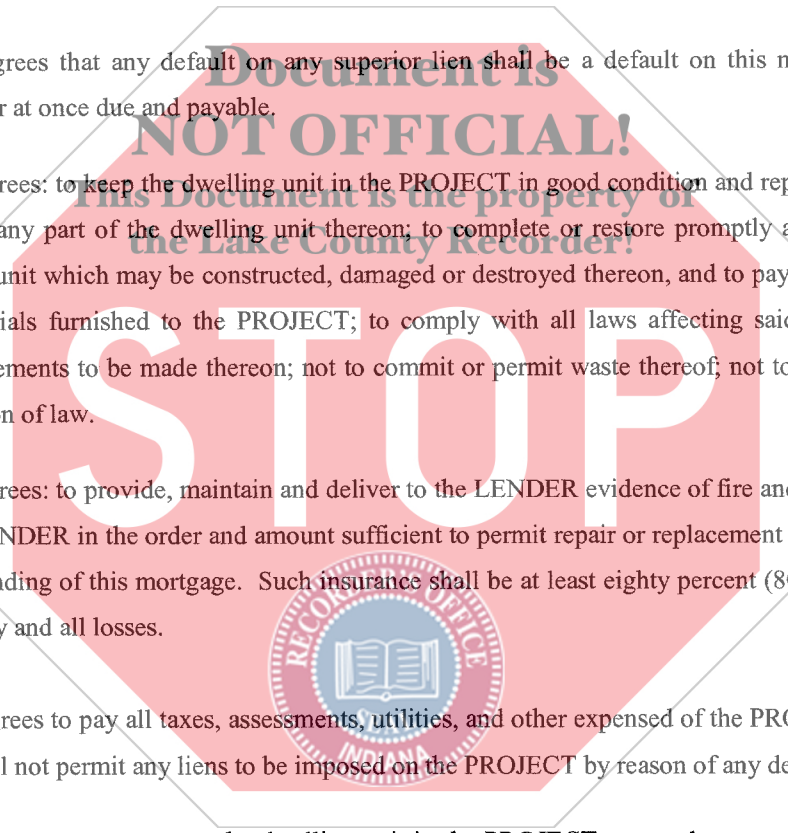 grees that any default on any superior lien shall be a default on this
Document is
r at once due and payable.
NOT OFFICIAL!
rees: to keep the dwelling unit in the PROJECT in good condition and rep
This Document is the property of
any part of the dwelling unit thereon; to complete or restore promptly a
the Lake County Recorder!
unit which may be constructed, damaged or destroyed thereon, and to pay
ials furnished to the PROJECT; to comply with all laws affecting said
ements to be made thereon; not to commit or permit waste thereof; not to
n of law.
STOP
rees: to provide, maintain and deliver to the LENDER evidence of fire and
NDER in the order and amount sufficient to permit repair or replacement
ding of this mortgage. Such insurance shall be at least eighty percent (8
RECORDER'S OFFICE
y and all losses.
SEAL
rees to pay all taxes, assessments, utilities, and other expensed of the PRO
INDIANA
l not permit any liens to be imposed on the PROJECT by reason of any de